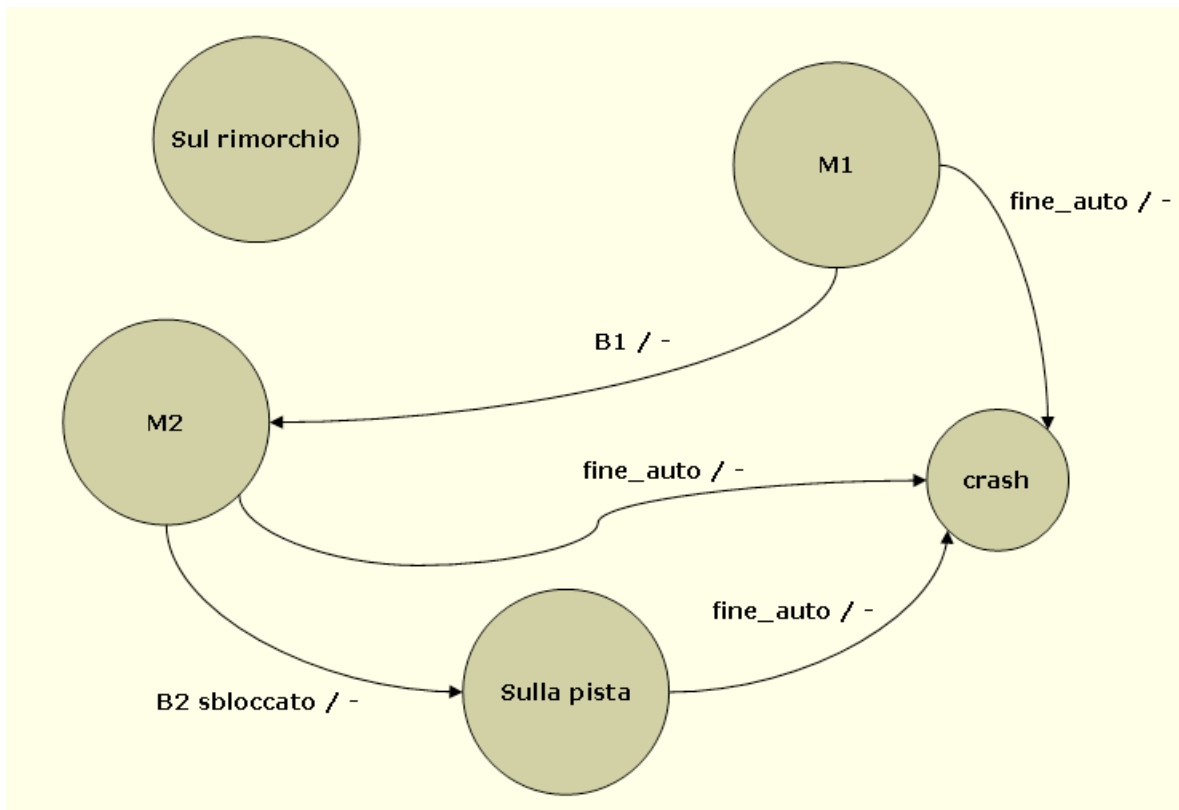 Sul rimorchio
M1
fine_auto / -
B1 / -
M2
fine_auto / -
crash
fine_auto / -
Sulla pista
B2 sbloccato / -